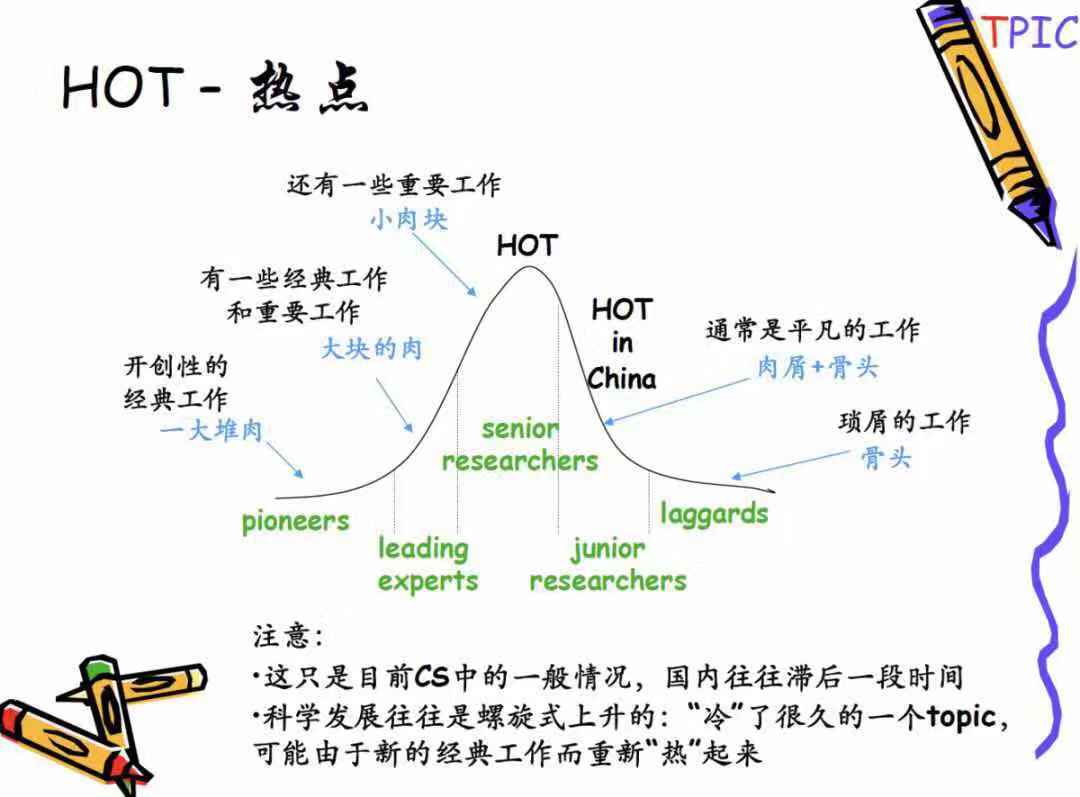 TPIC
HOT - 热点
还有一些重要工作
小肉块
HOT
有一些经典工作
和重要工作
大块的肉
HOT
in
China
通常是平凡的工作
肉屑+骨头
开创性的
经典工作
一大堆肉
琐屑的工作
骨头
senior
researchers
pioneers
laggards
leading
experts
junior
researchers
注意：
•这只是目前CS中的一般情况，国内往往滞后一段时间
•科学发展往往是螺旋式上升的：“冷”了很久的一个topic，
可能由于新的经典工作而重新“热”起来